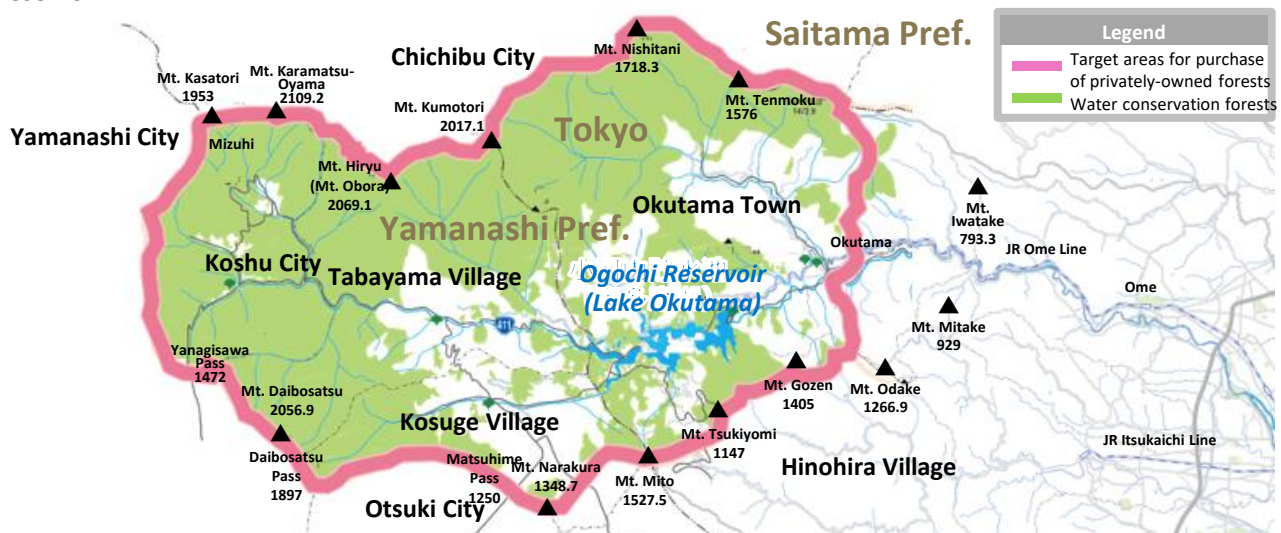 Saitama Pref.
Legend
Target areas for purchase
of privately-owned forests
Water conservation forests
Chichibu City
Mt. Nishitani
1718.3
Mt. Kasatori
1953
Mt. Karamatsu-
Oyama
2109.2
Mt. Tenmoku
1576
Mt. Kumotori
2017.1
Tokyo
Yamanashi City
Mizuhi
Mt. Hiryu
(Mt. Obora)
2069.1
Okutama Town
Mt.
Iwatake
793.3
Yamanashi Pref.
Okutama
JR Ome Line
Koshu City
Tabayama Village
Ogochi Reservoir
(Lake Okutama)
Ome
411
Mt. Mitake
929
Yanagisawa
Pass
1472
Mt. Gozen
1405
Mt. Odake
1266.9
Mt. Daibosatsu
2056.9
Kosuge Village
Mt. Tsukiyomi
1147
JR Itsukaichi Line
Daibosatsu
Pass
1897
Matsuhime
Pass
1250
Mt. Narakura
1348.7
Mt. Mito
1527.5
Hinohira Village
Otsuki City